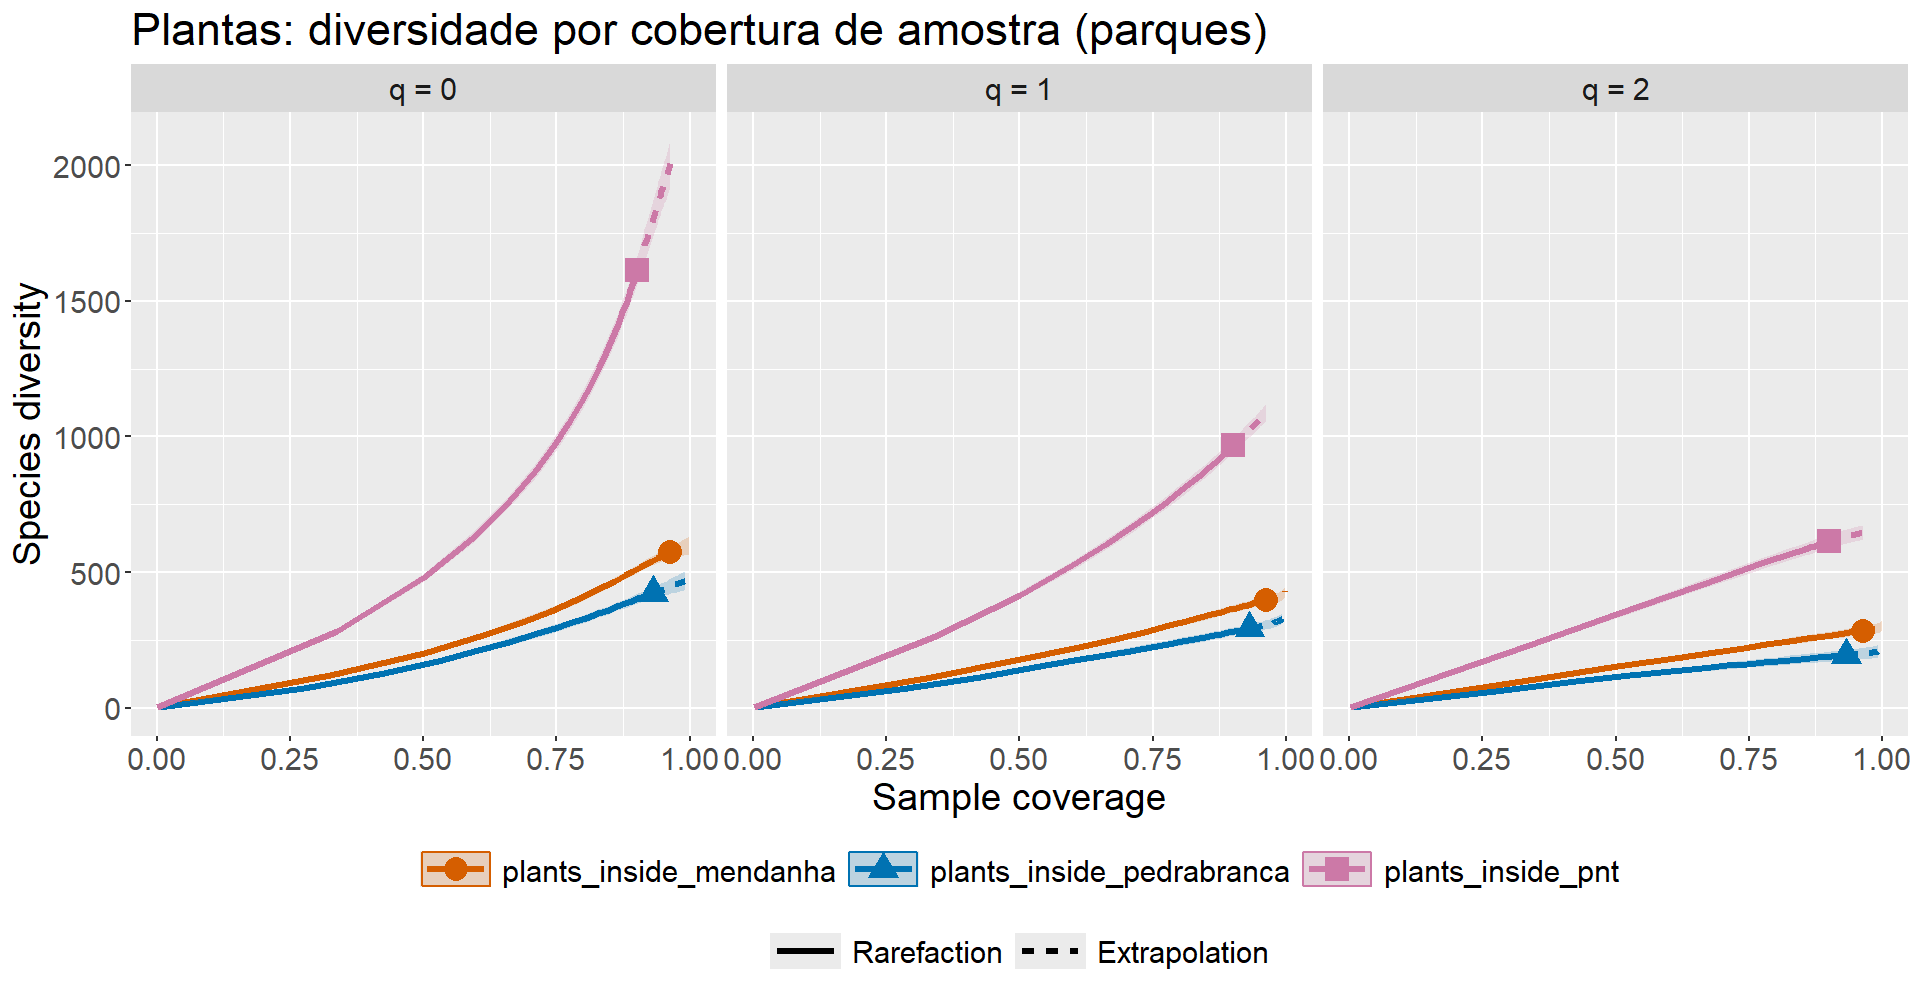 Plantas: diversidade por cobertura de amostra (parques)
q = 0 q = 1 q = 2
2000
1500
1000
500
0
Species diversity
0.00 0.25 0.50 0.75 1.00 0.00 0.25 0.50 0.75 1.00 0.00 0.25 0.50 0.75 1.00
Sample coverage
plants_inside_mendanha plants_inside_pedrabranca plants_inside_pnt
Rarefaction Extrapolation